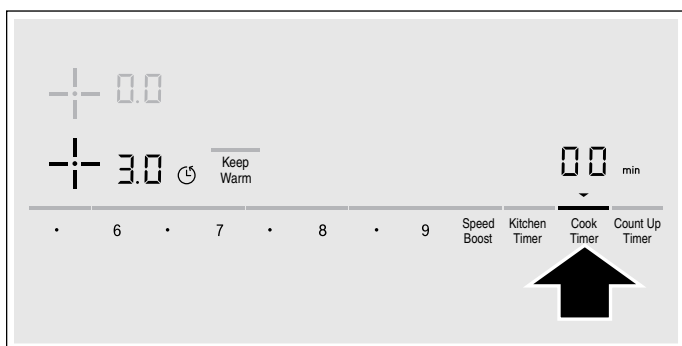 0.0
3.0 Keep Warm 00 min
· 6 · 7 · 8 · 9 Speed Boost Kitchen Timer Cook Timer Count Up Timer